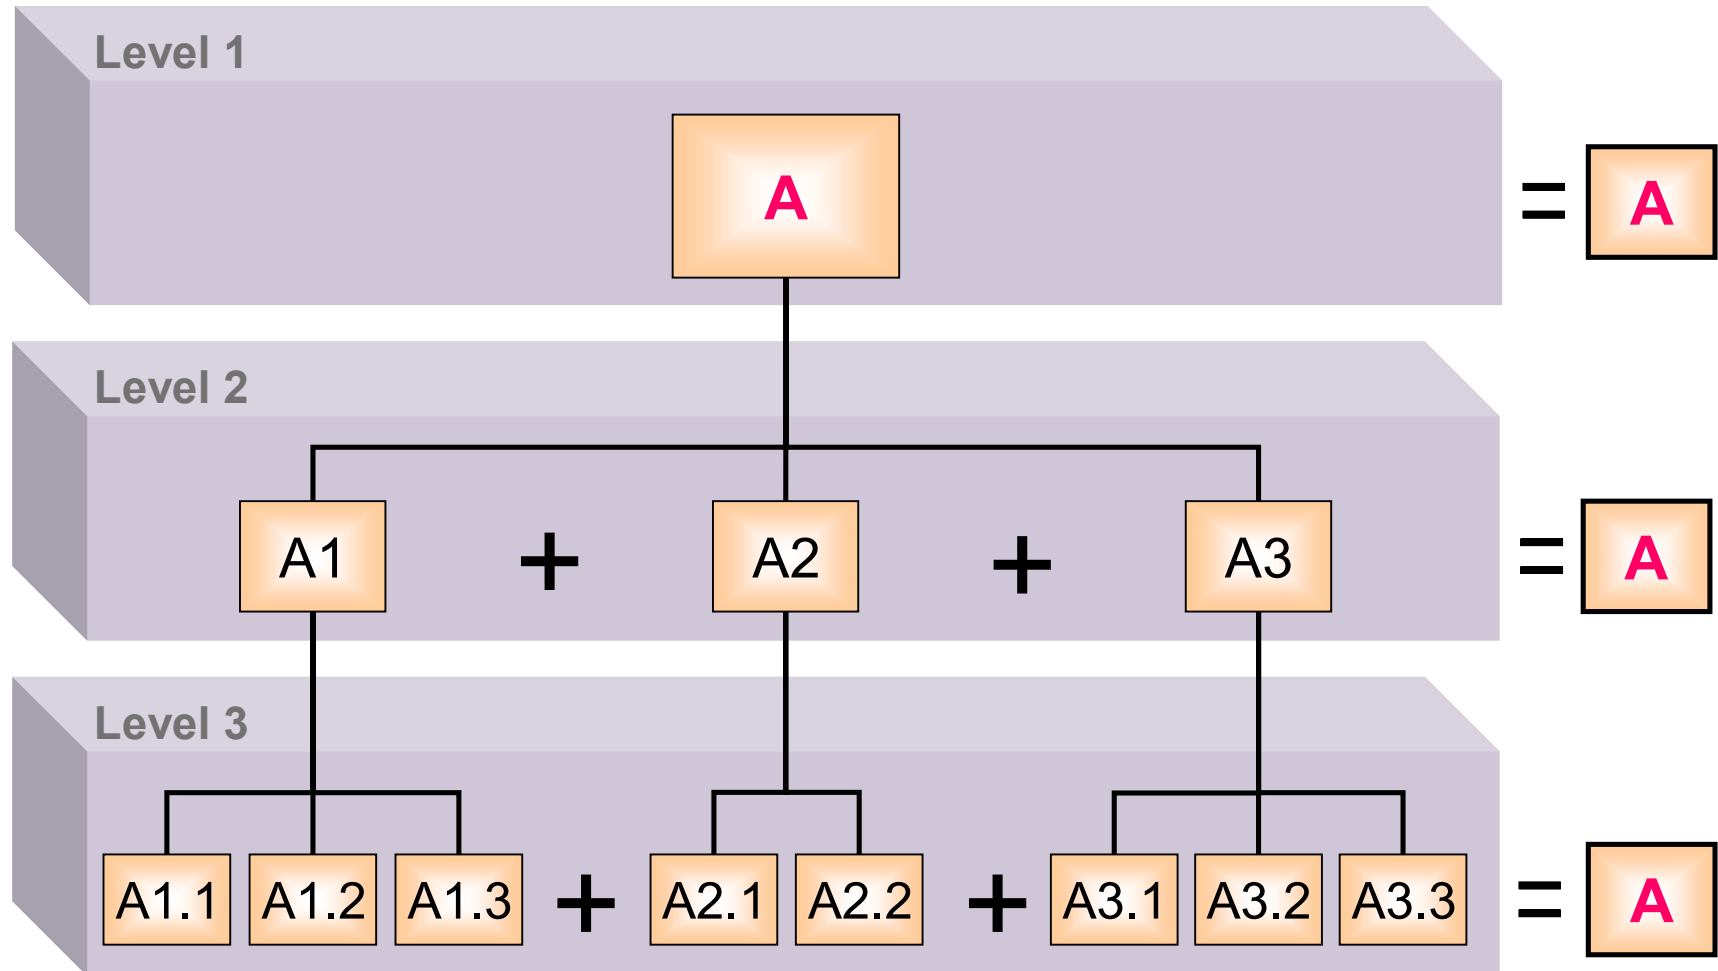 Level 1
A = A
Level 2
A1 + A2 + A3 = A
Level 3
A1.1 A1.2 A1.3 + A2.1 A2.2 + A3.1 A3.2 A3.3 = A